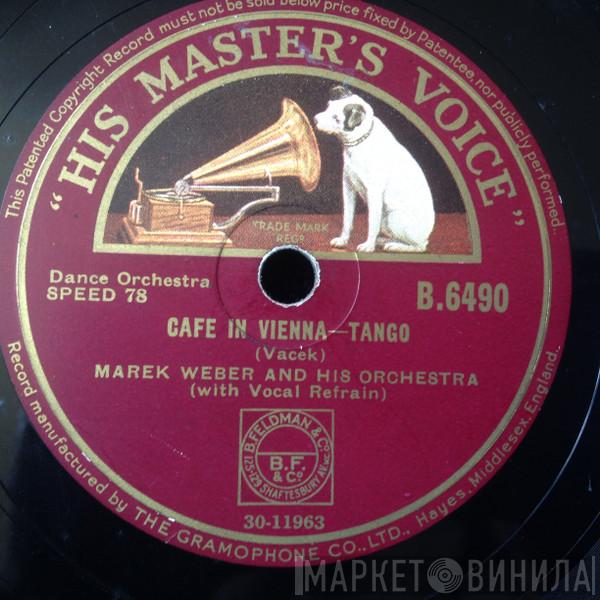 This Patented Copyright Record must not be sold below price fixed by Patentee, nor publicly performed.
"HIS MASTER'S VOICE"
TRADE MARK
REGD
Dance Orchestra
SPEED 78
B.6490
CAFE IN VIENNA—TANGO
(Vacek)
MAREK WEBER AND HIS ORCHESTRA
(with Vocal Refrain)
B. FELDMAN & CO
B.F.
& Co
125-129 SHAFTESBURY AV. WC
30-11963
Record manufactured by THE GRAMOPHONE CO., LTD., Hayes, Middlesex, England.
МАРКЕТ ВИНИЛА